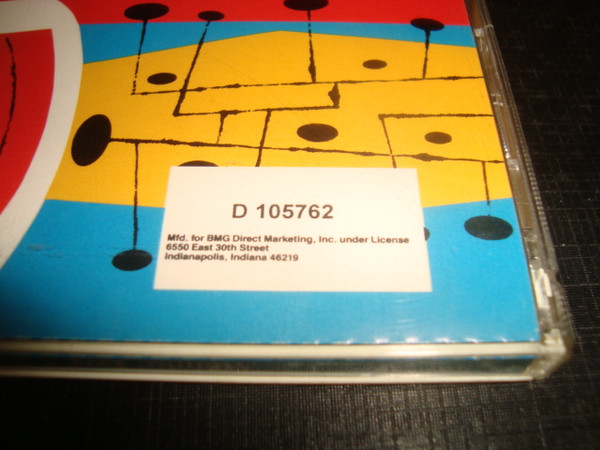 D 105762
Mfd. for BMG Direct Marketing, Inc. under License
6550 East 30th Street
Indianapolis, Indiana 46219